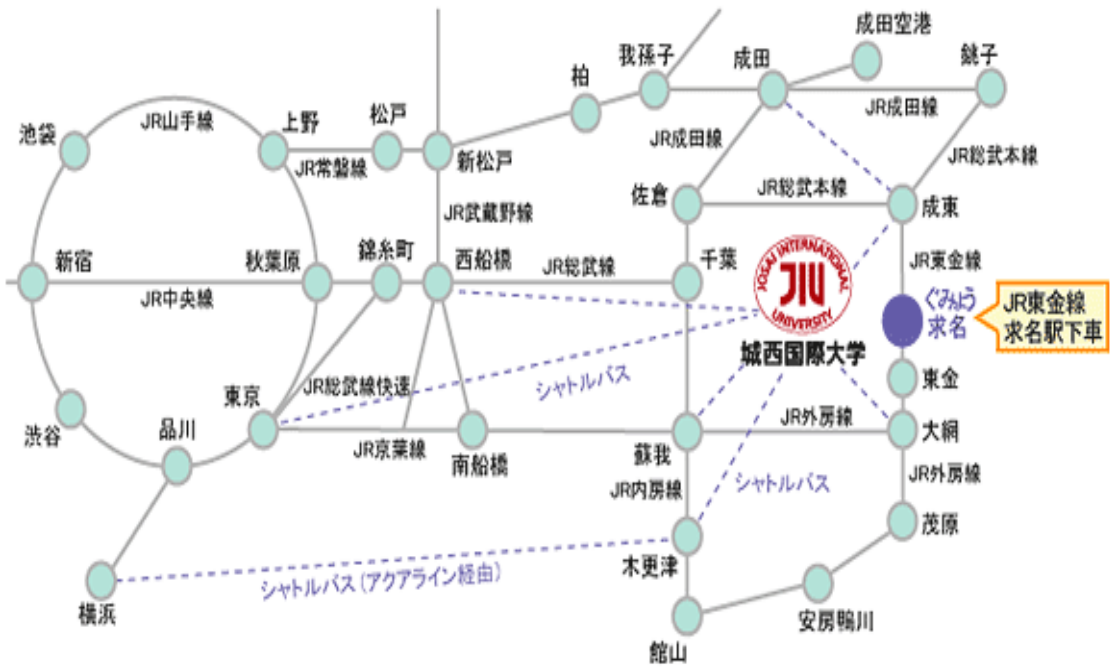 成田空港
我孫子
成田
銚子
柏
JR山手線
上野
松戸
JR成田線
池袋
新松戸
JR成田線
JR常磐線
JR総武本線
佐倉
JR総武本線
成東
JR武蔵野線
新宿
秋葉原
錦糸町
西船橋
JR総武線
千葉
JOSAI INTERNATIONAL
JIU
UNIVERSITY
JR東金線
JR中央線
ぐみょう
求名
JR東金線
求名駅下車
城西国際大学
東金
東京
JR総武線快速
シャトルバス
渋谷
品川
JR外房線
大網
JR京葉線
南船橋
蘇我
JR内房線
シャトルバス
JR外房線
茂原
木更津
シャトルバス(アクアライン経由)
横浜
安房鴨川
館山